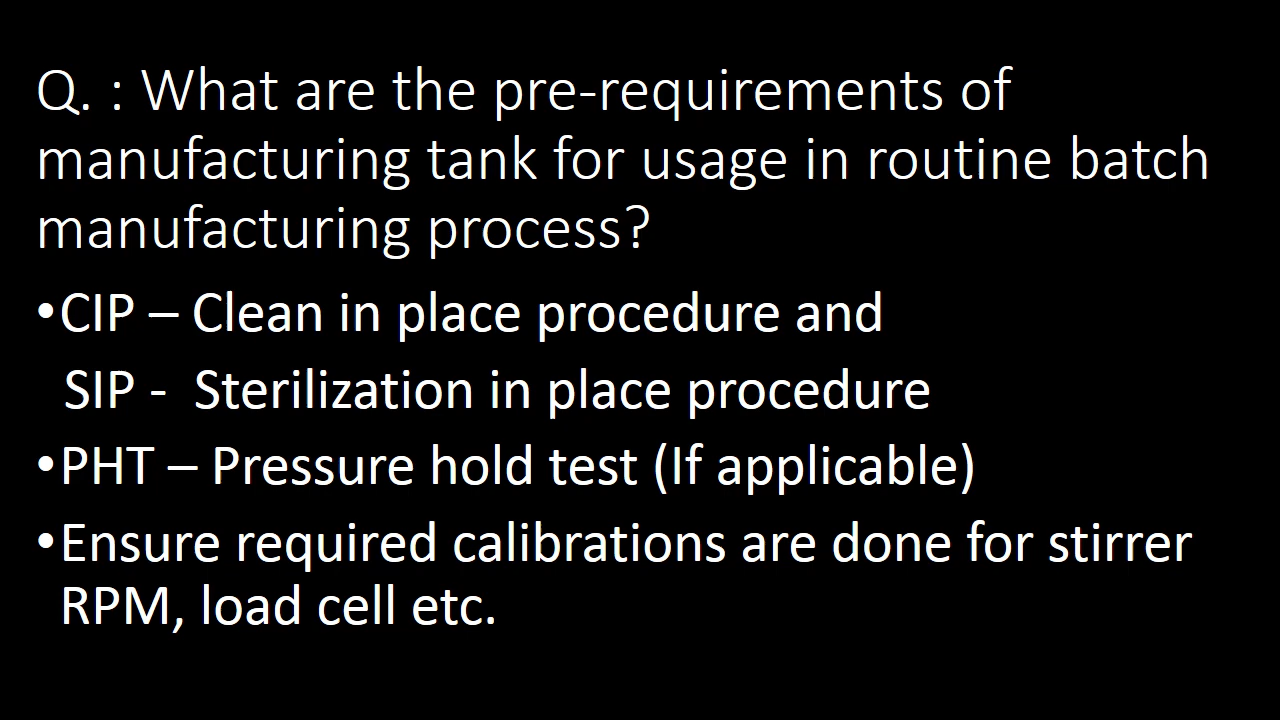 Q. : What are the pre-requirements of
manufacturing tank for usage in routine batch
manufacturing process?
•CIP – Clean in place procedure and
SIP -  Sterilization in place procedure
•PHT – Pressure hold test (If applicable)
•Ensure required calibrations are done for stirrer
RPM, load cell etc.